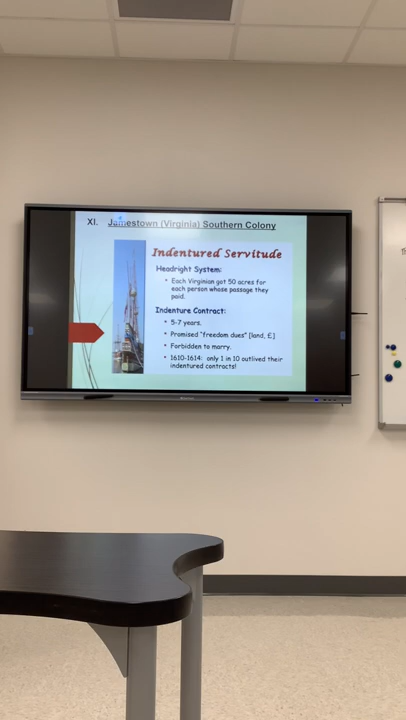 XI. Jamestown (Virginia) Southern Colony
Indentured Servitude
Headright System:
• Each Virginian got 50 acres for
each person whose passage they
paid.
Indenture Contract:
• 5-7 years.
• Promised "freedom dues" [land, £]
• Forbidden to marry.
• 1610-1614: only 1 in 10 outlived their
indentured contracts!